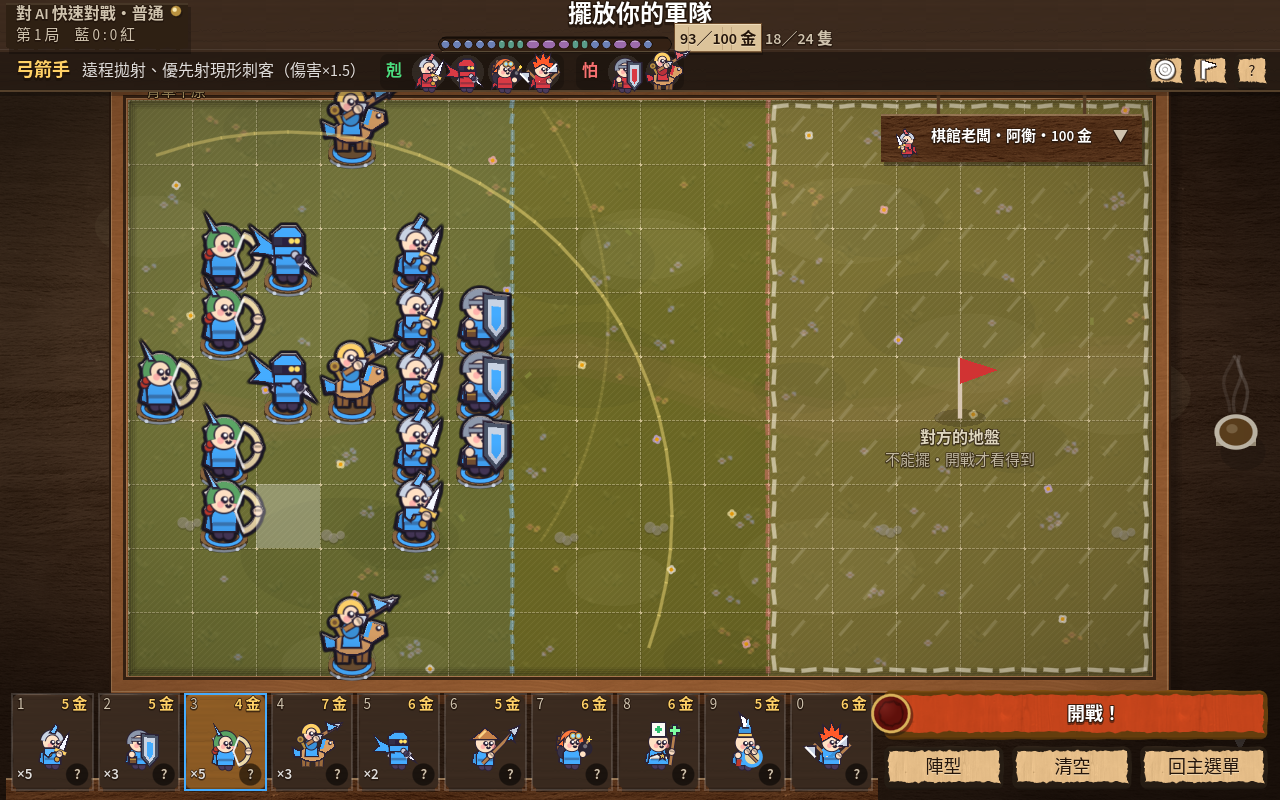 對 AI 快速對戰・普通
第 1 局 藍 0 : 0 紅
擺放你的軍隊
93／100 金
18／24 隻
弓箭手 遠程拋射、優先射現形刺客（傷害×1.5） 剋 怕 ?
棋館老闆・阿衡・100 金 ▼
對方的地盤
不能擺・開戰才看得到
1 5 金 ×5 ?
2 5 金 ×3 ?
3 4 金 ×5 ?
4 7 金 ×3 ?
5 6 金 ×2 ?
6 5 金 ?
7 6 金 ?
8 6 金 ?
9 5 金 ?
0 6 金 ?
開戰！
陣型
清空
回主選單